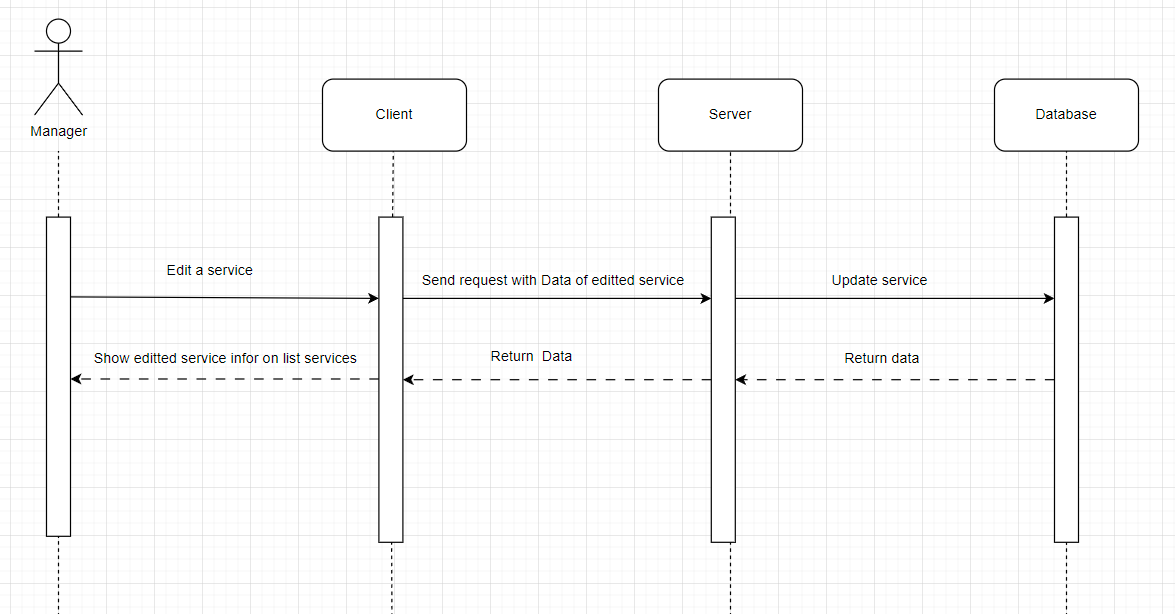 Manager
Client
Server
Database
Edit a service
Send request with Data of editted service
Update service
Show editted service infor on list services
Return  Data
Return data